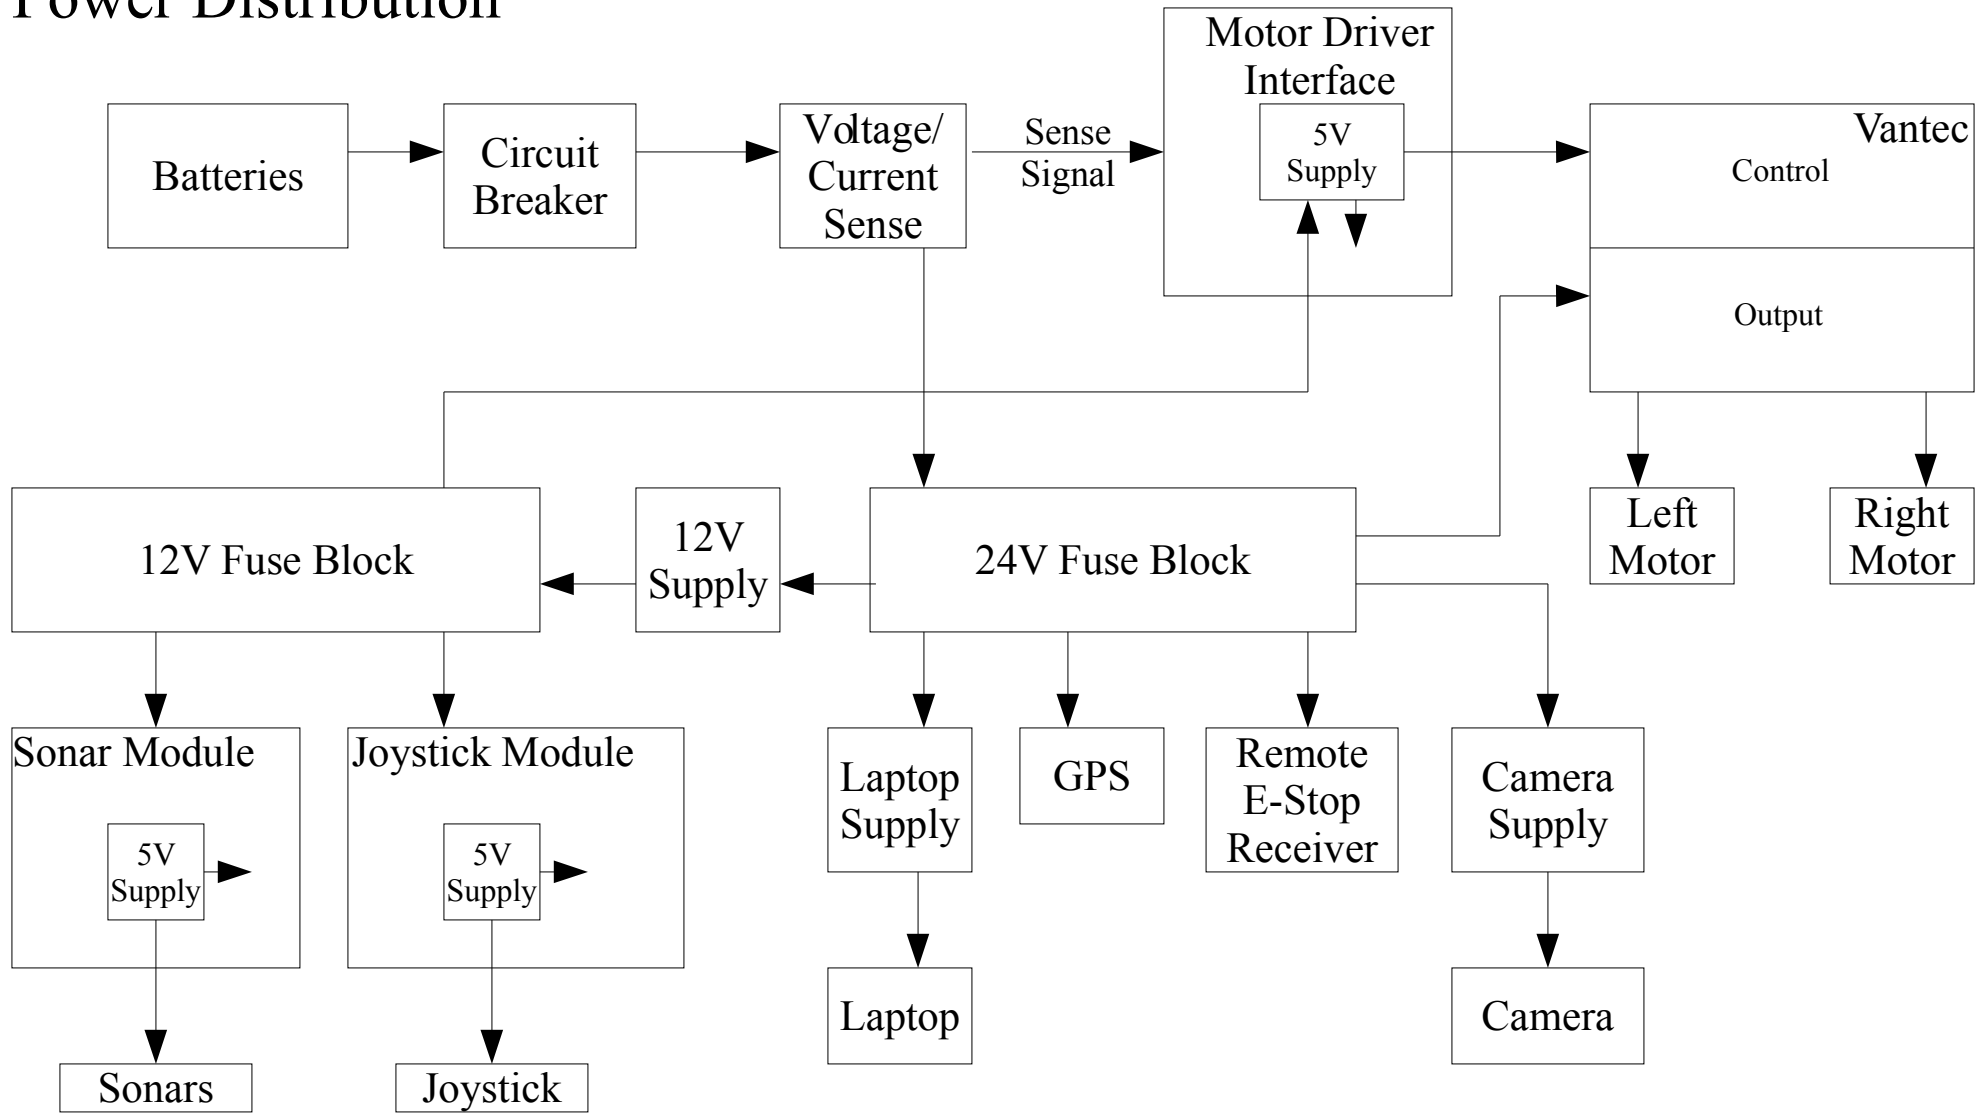 Power Distribution
Motor Driver
Interface
Batteries
Circuit
Breaker
Voltage/
Current
Sense
Sense
Signal
5V
Supply
Vantec
Control
Output
12V Fuse Block
12V
Supply
24V Fuse Block
Left
Motor
Right
Motor
Sonar Module
5V
Supply
Joystick Module
5V
Supply
Laptop
Supply
GPS
Remote
E-Stop
Receiver
Camera
Supply
Laptop
Camera
Sonars
Joystick